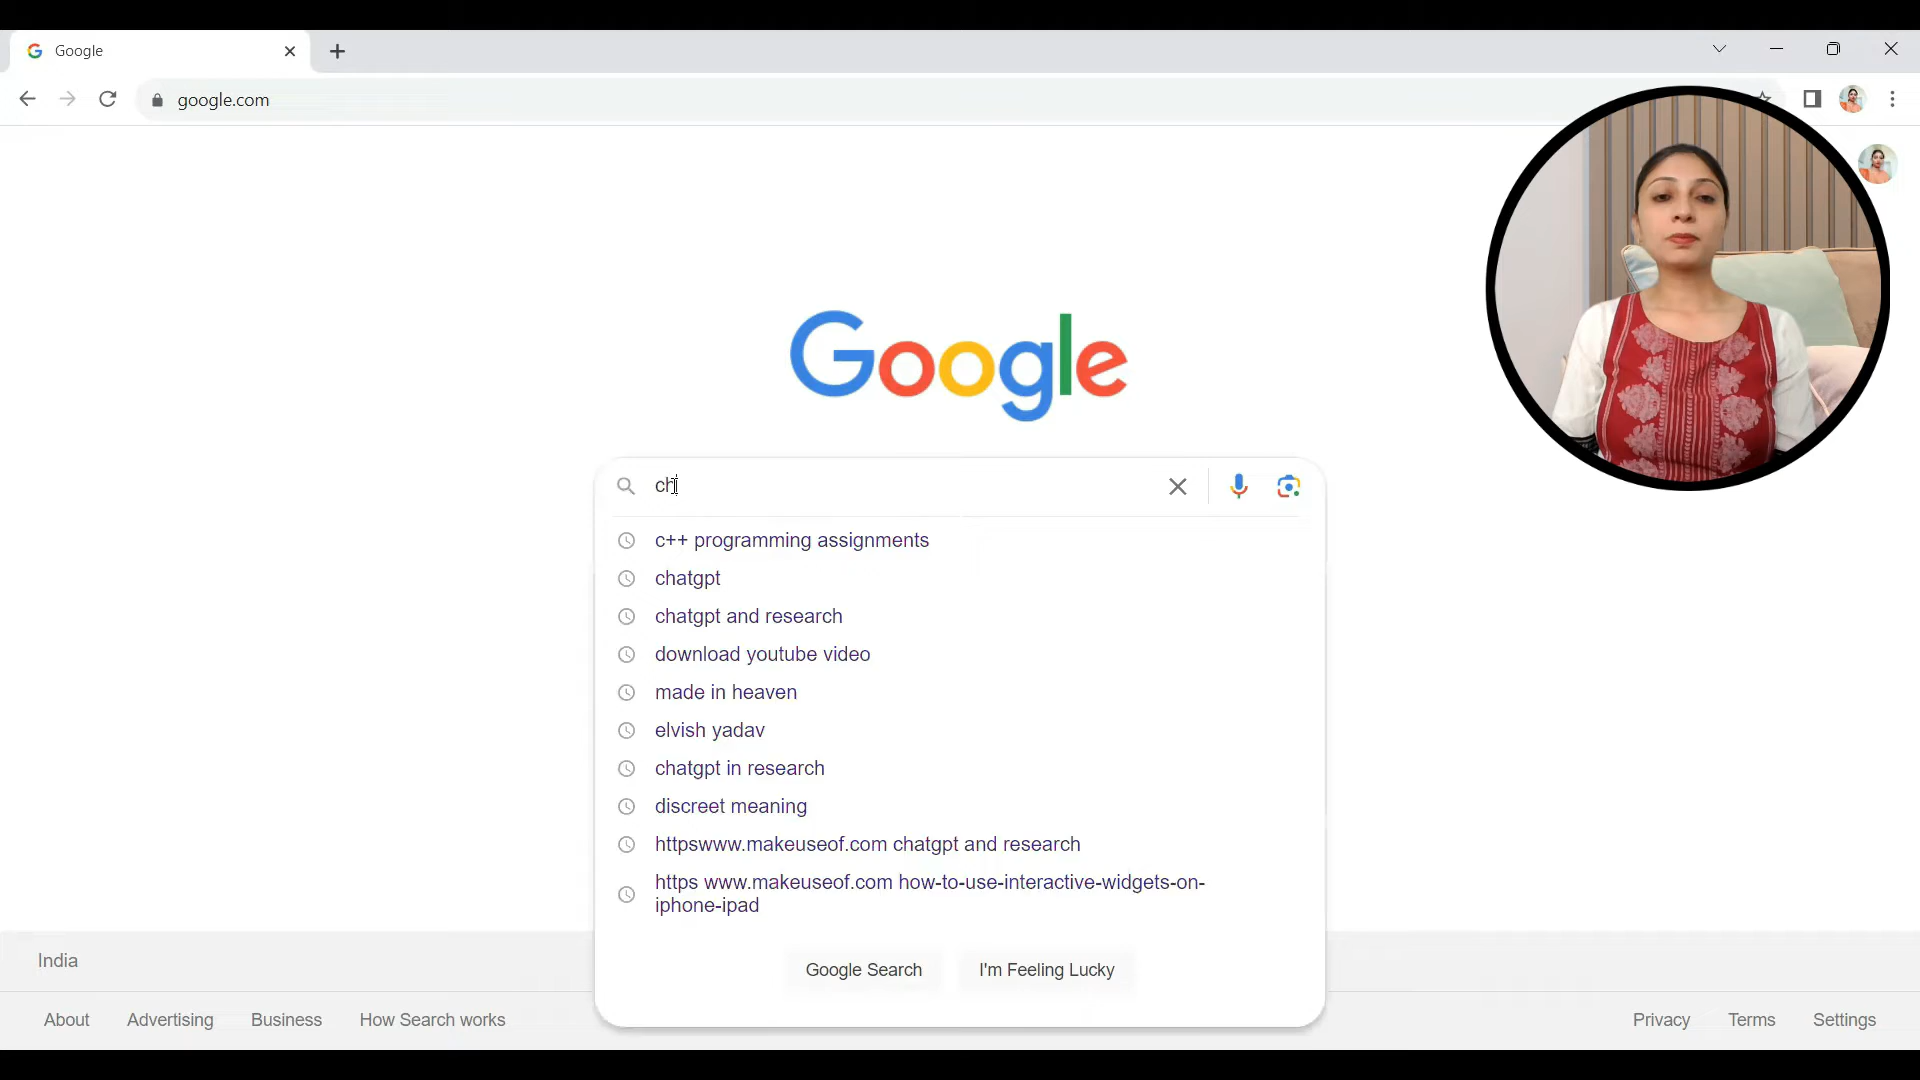 Google
google.com
Google
ch
c++ programming assignments
chatgpt
chatgpt and research
download youtube video
made in heaven
elvish yadav
chatgpt in research
discreet meaning
httpswww.makeuseof.com chatgpt and research
https www.makeuseof.com how-to-use-interactive-widgets-on-
iphone-ipad
Google Search
I'm Feeling Lucky
India
About
Advertising
Business
How Search works
Privacy
Terms
Settings